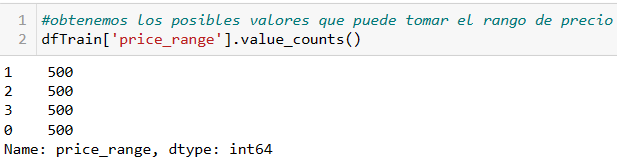 1 #obtenemos los posibles valores que puede tomar el rango de precio
2 dfTrain['price_range'].value_counts()
1    500
2    500
3    500
0    500
Name: price_range, dtype: int64